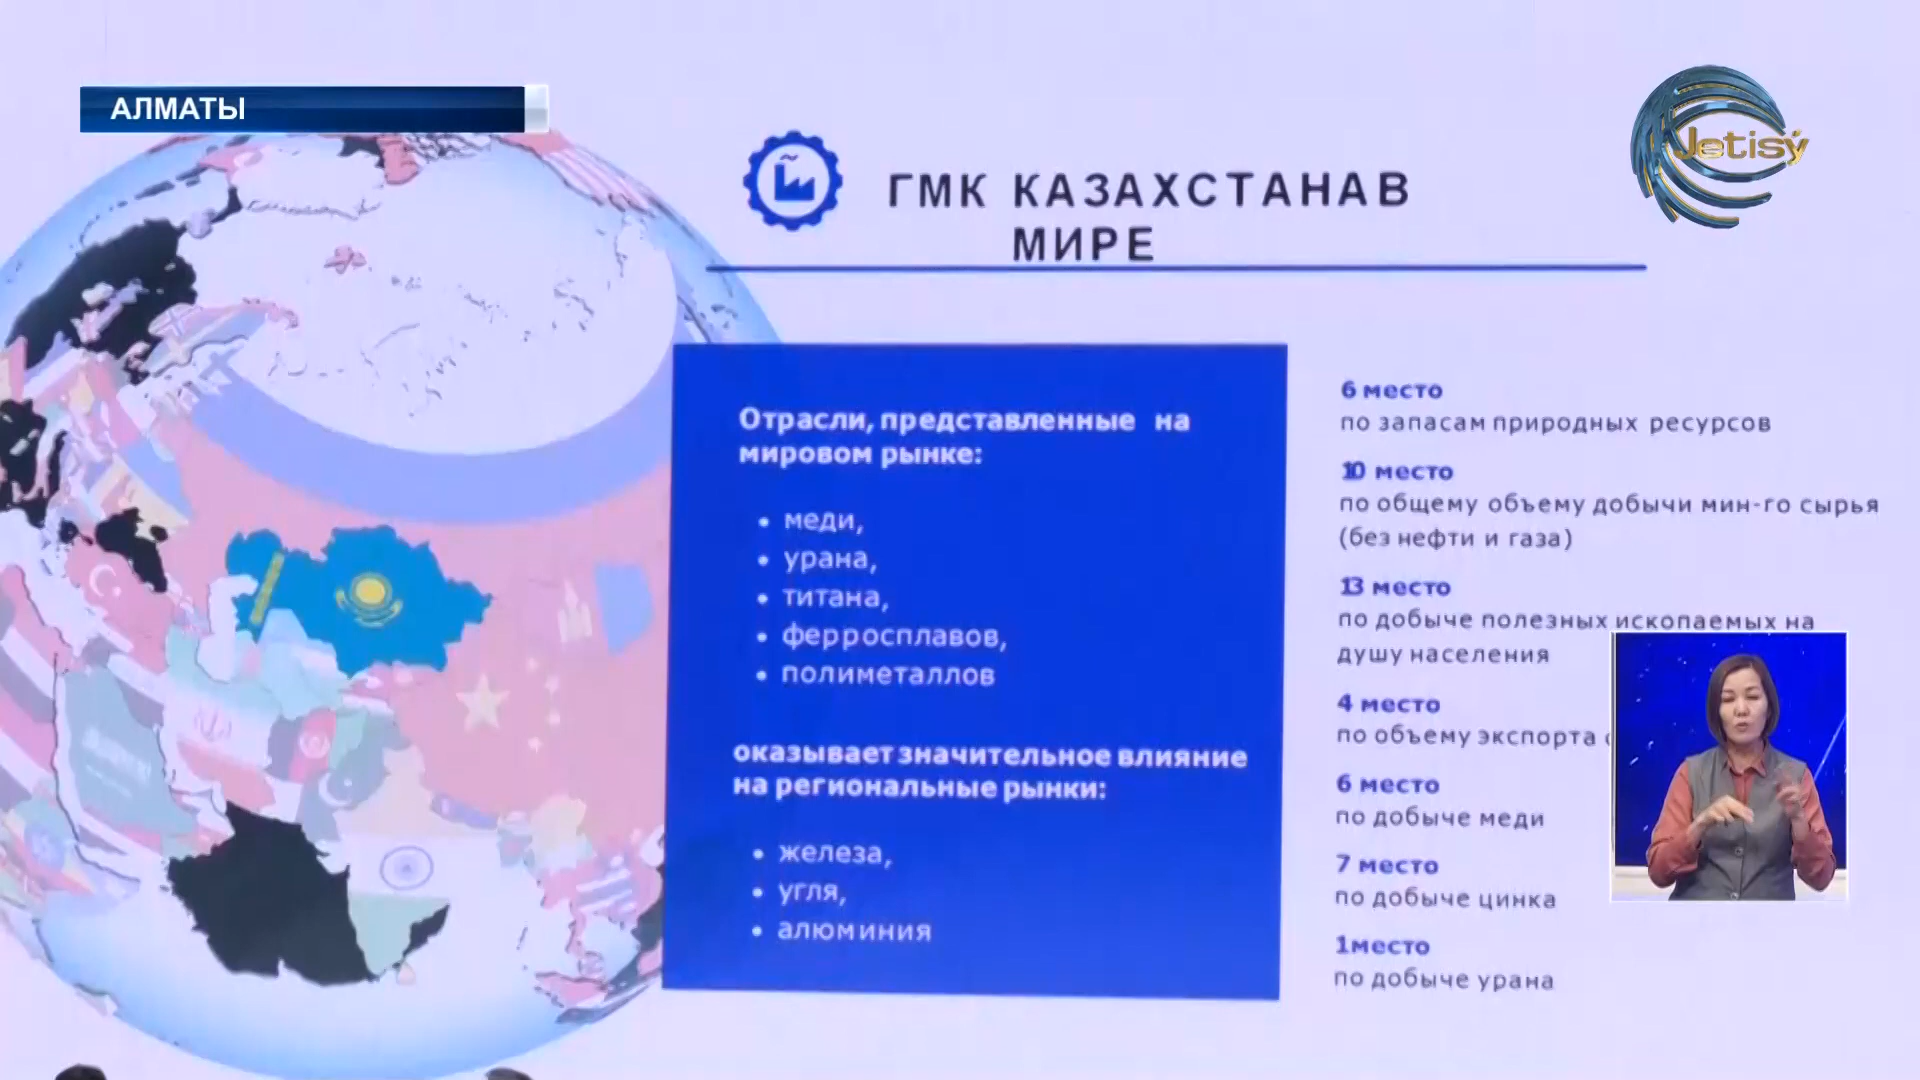 АЛМАТЫ
Jetisý
ГМК КАЗАХСТАНАВ
МИРЕ
Отрасли, представленные на
мировом рынке:
• меди,
• урана,
• титана,
• ферросплавов,
• полиметаллов
оказывает значительное влияние
на региональные рынки:
• железа,
• угля,
• алюминия
6 место
по запасам природных ресурсов
10 место
по общему объему добычи мин-го сырья
(без нефти и газа)
13 место
по добыче полезных ископаемых на
душу населения
4 место
по объему экспорта
6 место
по добыче меди
7 место
по добыче цинка
1место
по добыче урана